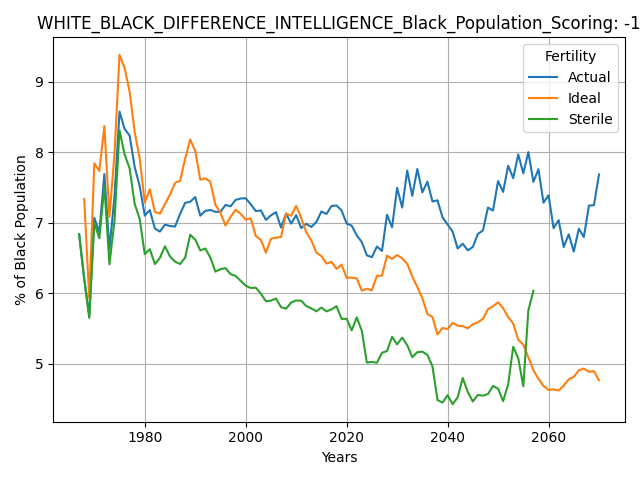 WHITE_BLACK_DIFFERENCE_INTELLIGENCE_Black_Population_Scoring: -1
Fertility
Actual
Ideal
Sterile
% of Black Population
9
8
7
6
5
1980 2000 2020 2040 2060
Years